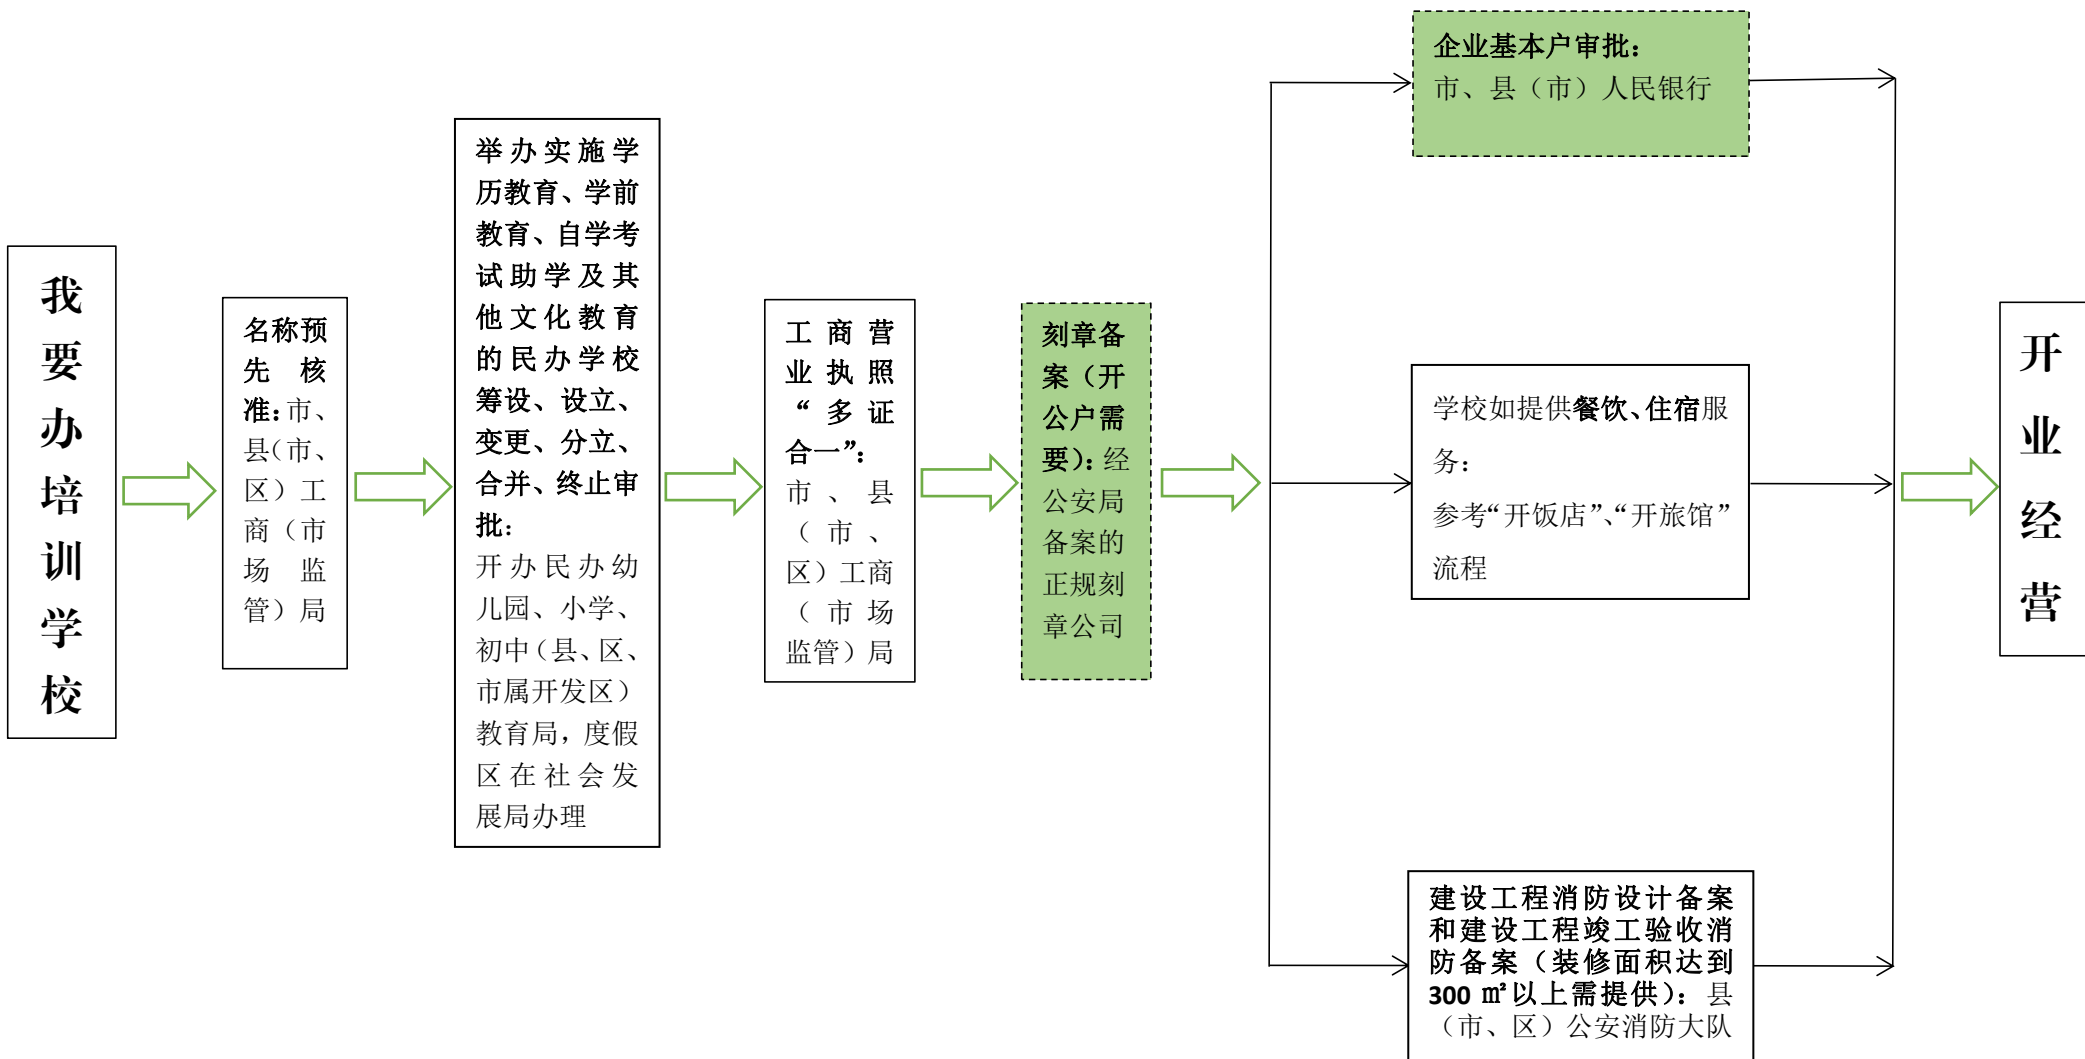 我
要
办
培
训
学
校
名称预
先核
准：市、
县（市、
区）工
商（市
场监
管）局
举办实施学
历教育、学前
教育、自学考
试助学及其
他文化教育
的民办学校
筹设、设立、
变更、分立、
合并、终止审
批：
开办民办幼
儿园、小学、
初中（县、区、
市属开发区）
教育局，度假
区在社会发
展局办理
工商营
业执照
“多证
合一”：
市、县
（市、
区）工商
（市场
监管）局
刻章备
案（开
公户需
要）：经
公安局
备案的
正规刻
章公司
企业基本户审批：
市、县（市）人民银行
学校如提供餐饮、住宿服
务：
参考“开饭店”、“开旅馆”
流程
建设工程消防设计备案
和建设工程竣工验收消
防备案（装修面积达到
300 ㎡以上需提供）：县
（市、区）公安消防大队
开
业
经
营